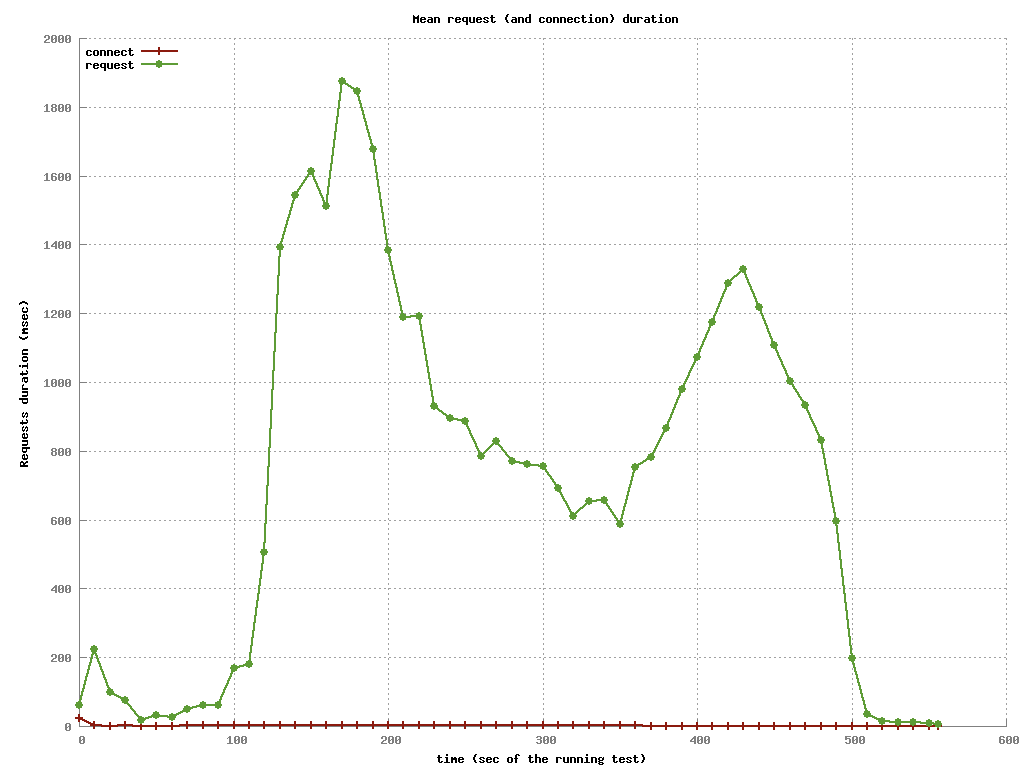 Mean request (and connection) duration
connect
request
2000
1800
1600
1400
1200
1000
800
600
400
200
0
0 100 200 300 400 500 600
Requests duration (msec)
time (sec of the running test)